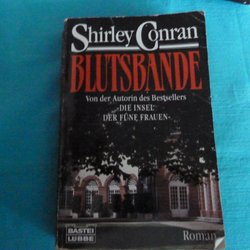 Shirley Conran
BLUTSBANDE
Von der Autorin des Bestsellers
-DIE INSEL
DER FÜNF FRAUEN-
Roman
BASTEI
LÜBBE